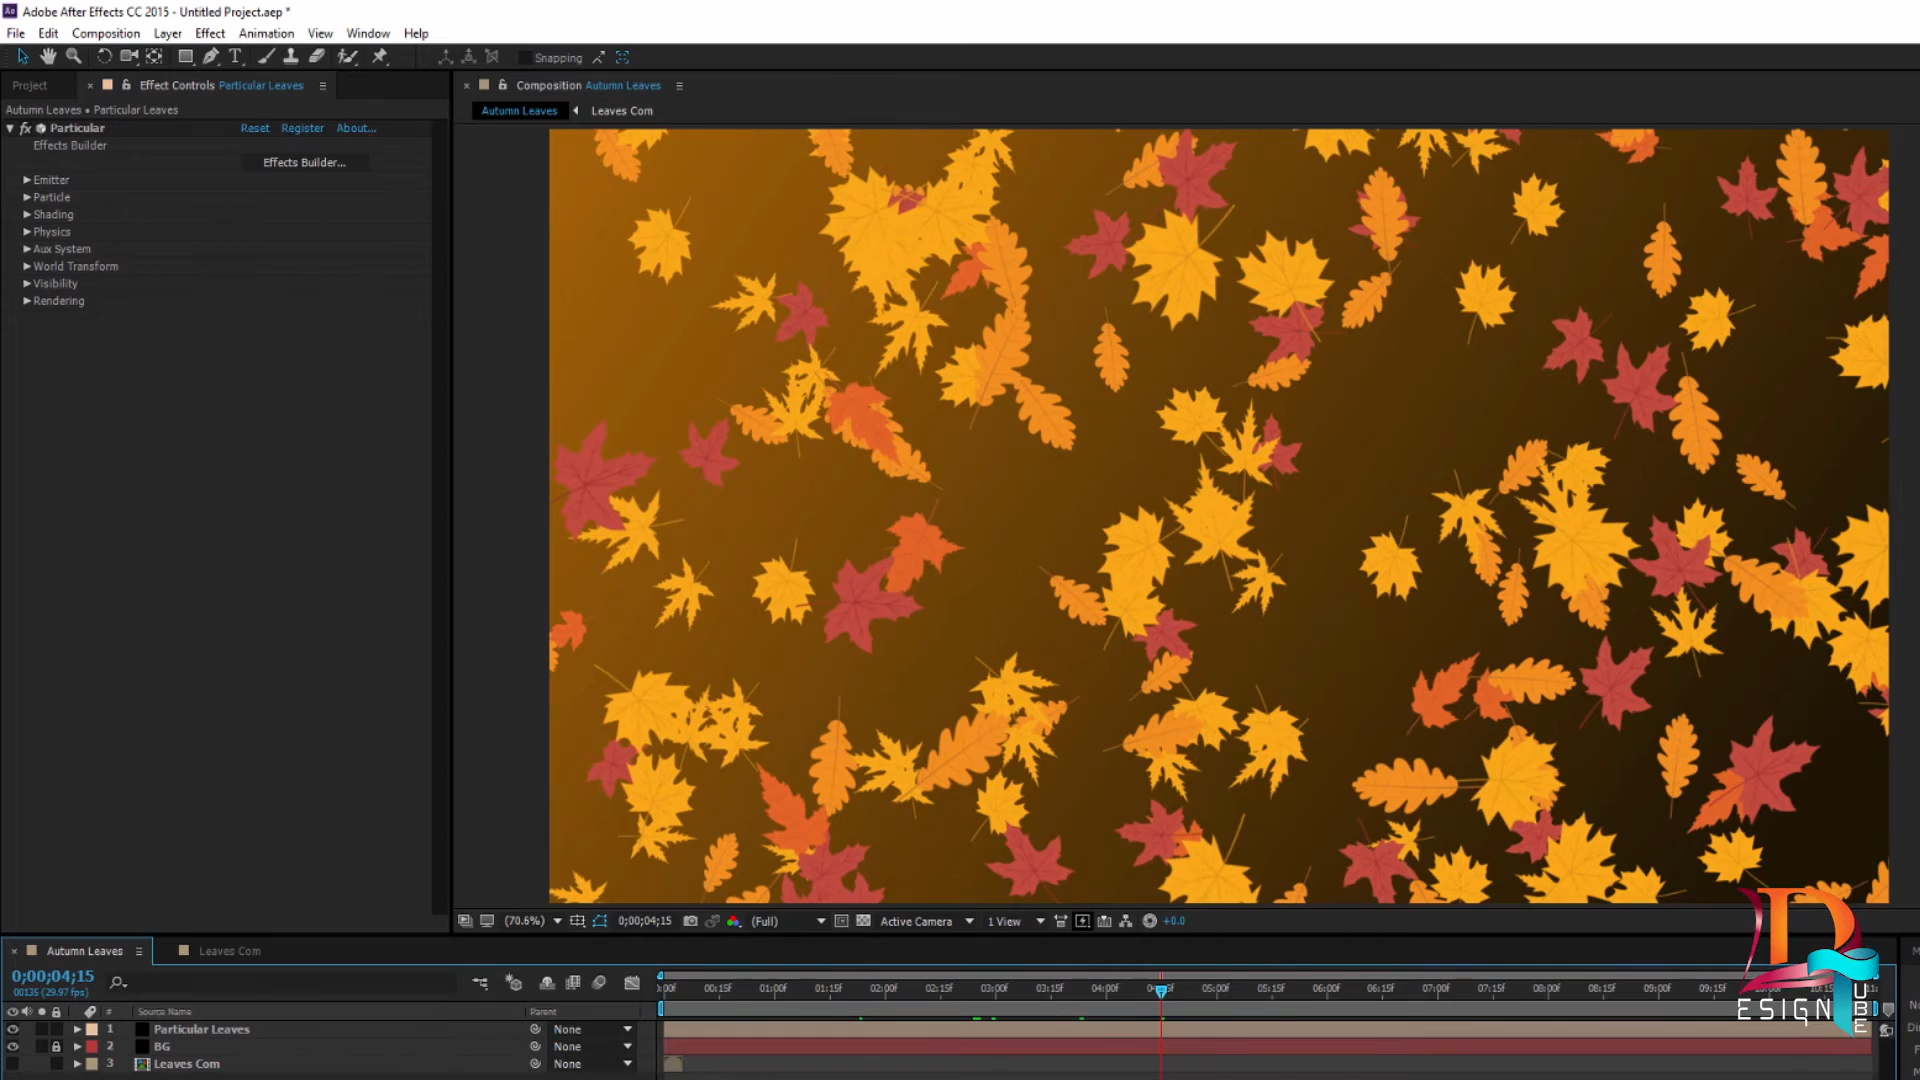 Adobe After Effects CC 2015 - Untitled Project.aep *
File Edit Composition Layer Effect Animation View Window Help
Snapping
Project Effect Controls Particular Leaves
Composition Autumn Leaves
Autumn Leaves • Particular Leaves
Autumn Leaves Leaves Com
fx Particular Reset Register About...
Effects Builder
Effects Builder...
Emitter
Particle
Shading
Physics
Aux System
World Transform
Visibility
Rendering
(70.6%) 0;00;04;15 (Full) Active Camera 1 View +0.0
Autumn Leaves Leaves Com
0;00;04;15
00135 (29.97 fps)
:00f 00:15f 01:00f 01:15f 02:00f 02:15f 03:00f 03:15f 04:00f 05:00f 05:15f 06:00f 06:15f 07:00f 07:15f 08:00f 08:15f 09:00f 09:15f
# Source Name Parent
1 Particular Leaves None
2 BG None
3 Leaves Com None
D
ESIGN
UBE